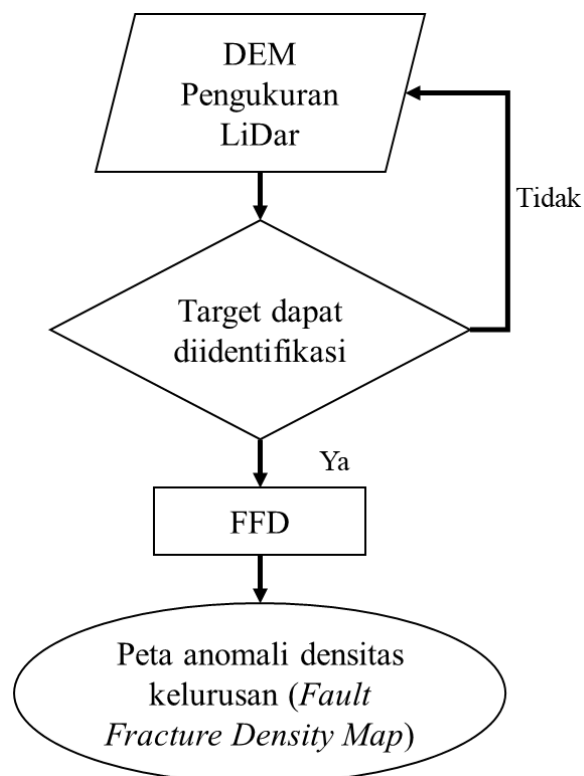 DEM
Pengukuran
LiDar
Tidak
Target dapat
diidentifikasi
Ya
FFD
Peta anomali densitas
kelurusan (Fault
Fracture Density Map)